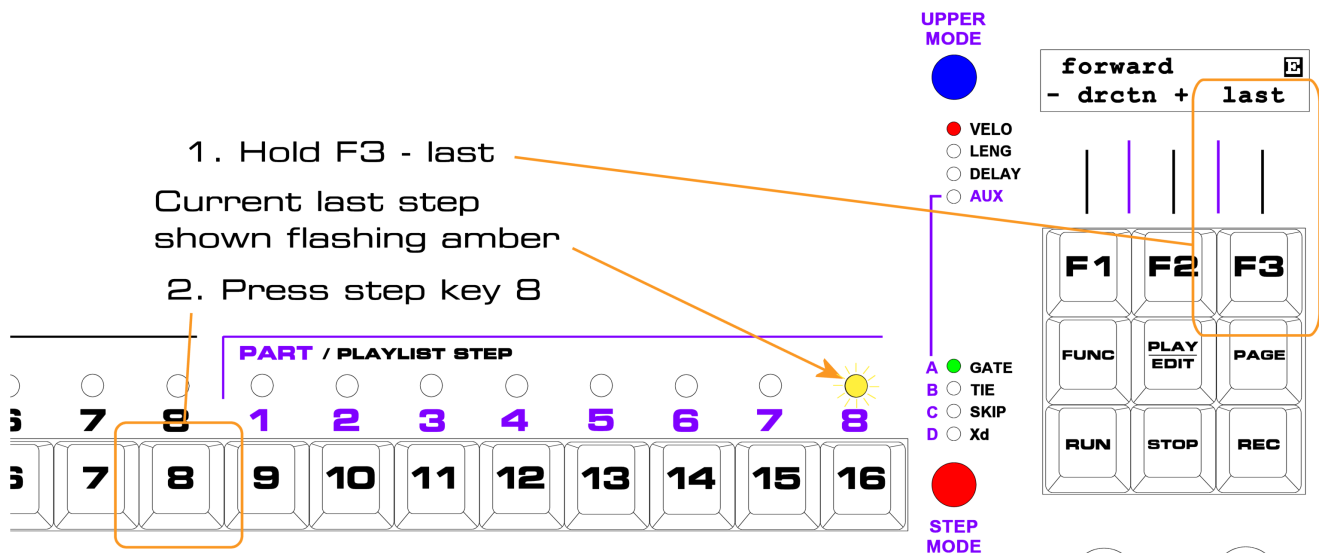 UPPER
MODE
forward E
- drctn + last
VELO
LENG
DELAY
AUX
1. Hold F3 - last
Current last step
shown flashing amber
2. Press step key 8
F1 F2 F3
PART / PLAYLIST STEP
FUNC PLAY EDIT PAGE
A GATE
B TIE
C SKIP
D Xd
7 8 1 2 3 4 5 6 7 8
RUN STOP REC
7 8 9 10 11 12 13 14 15 16
STEP
MODE